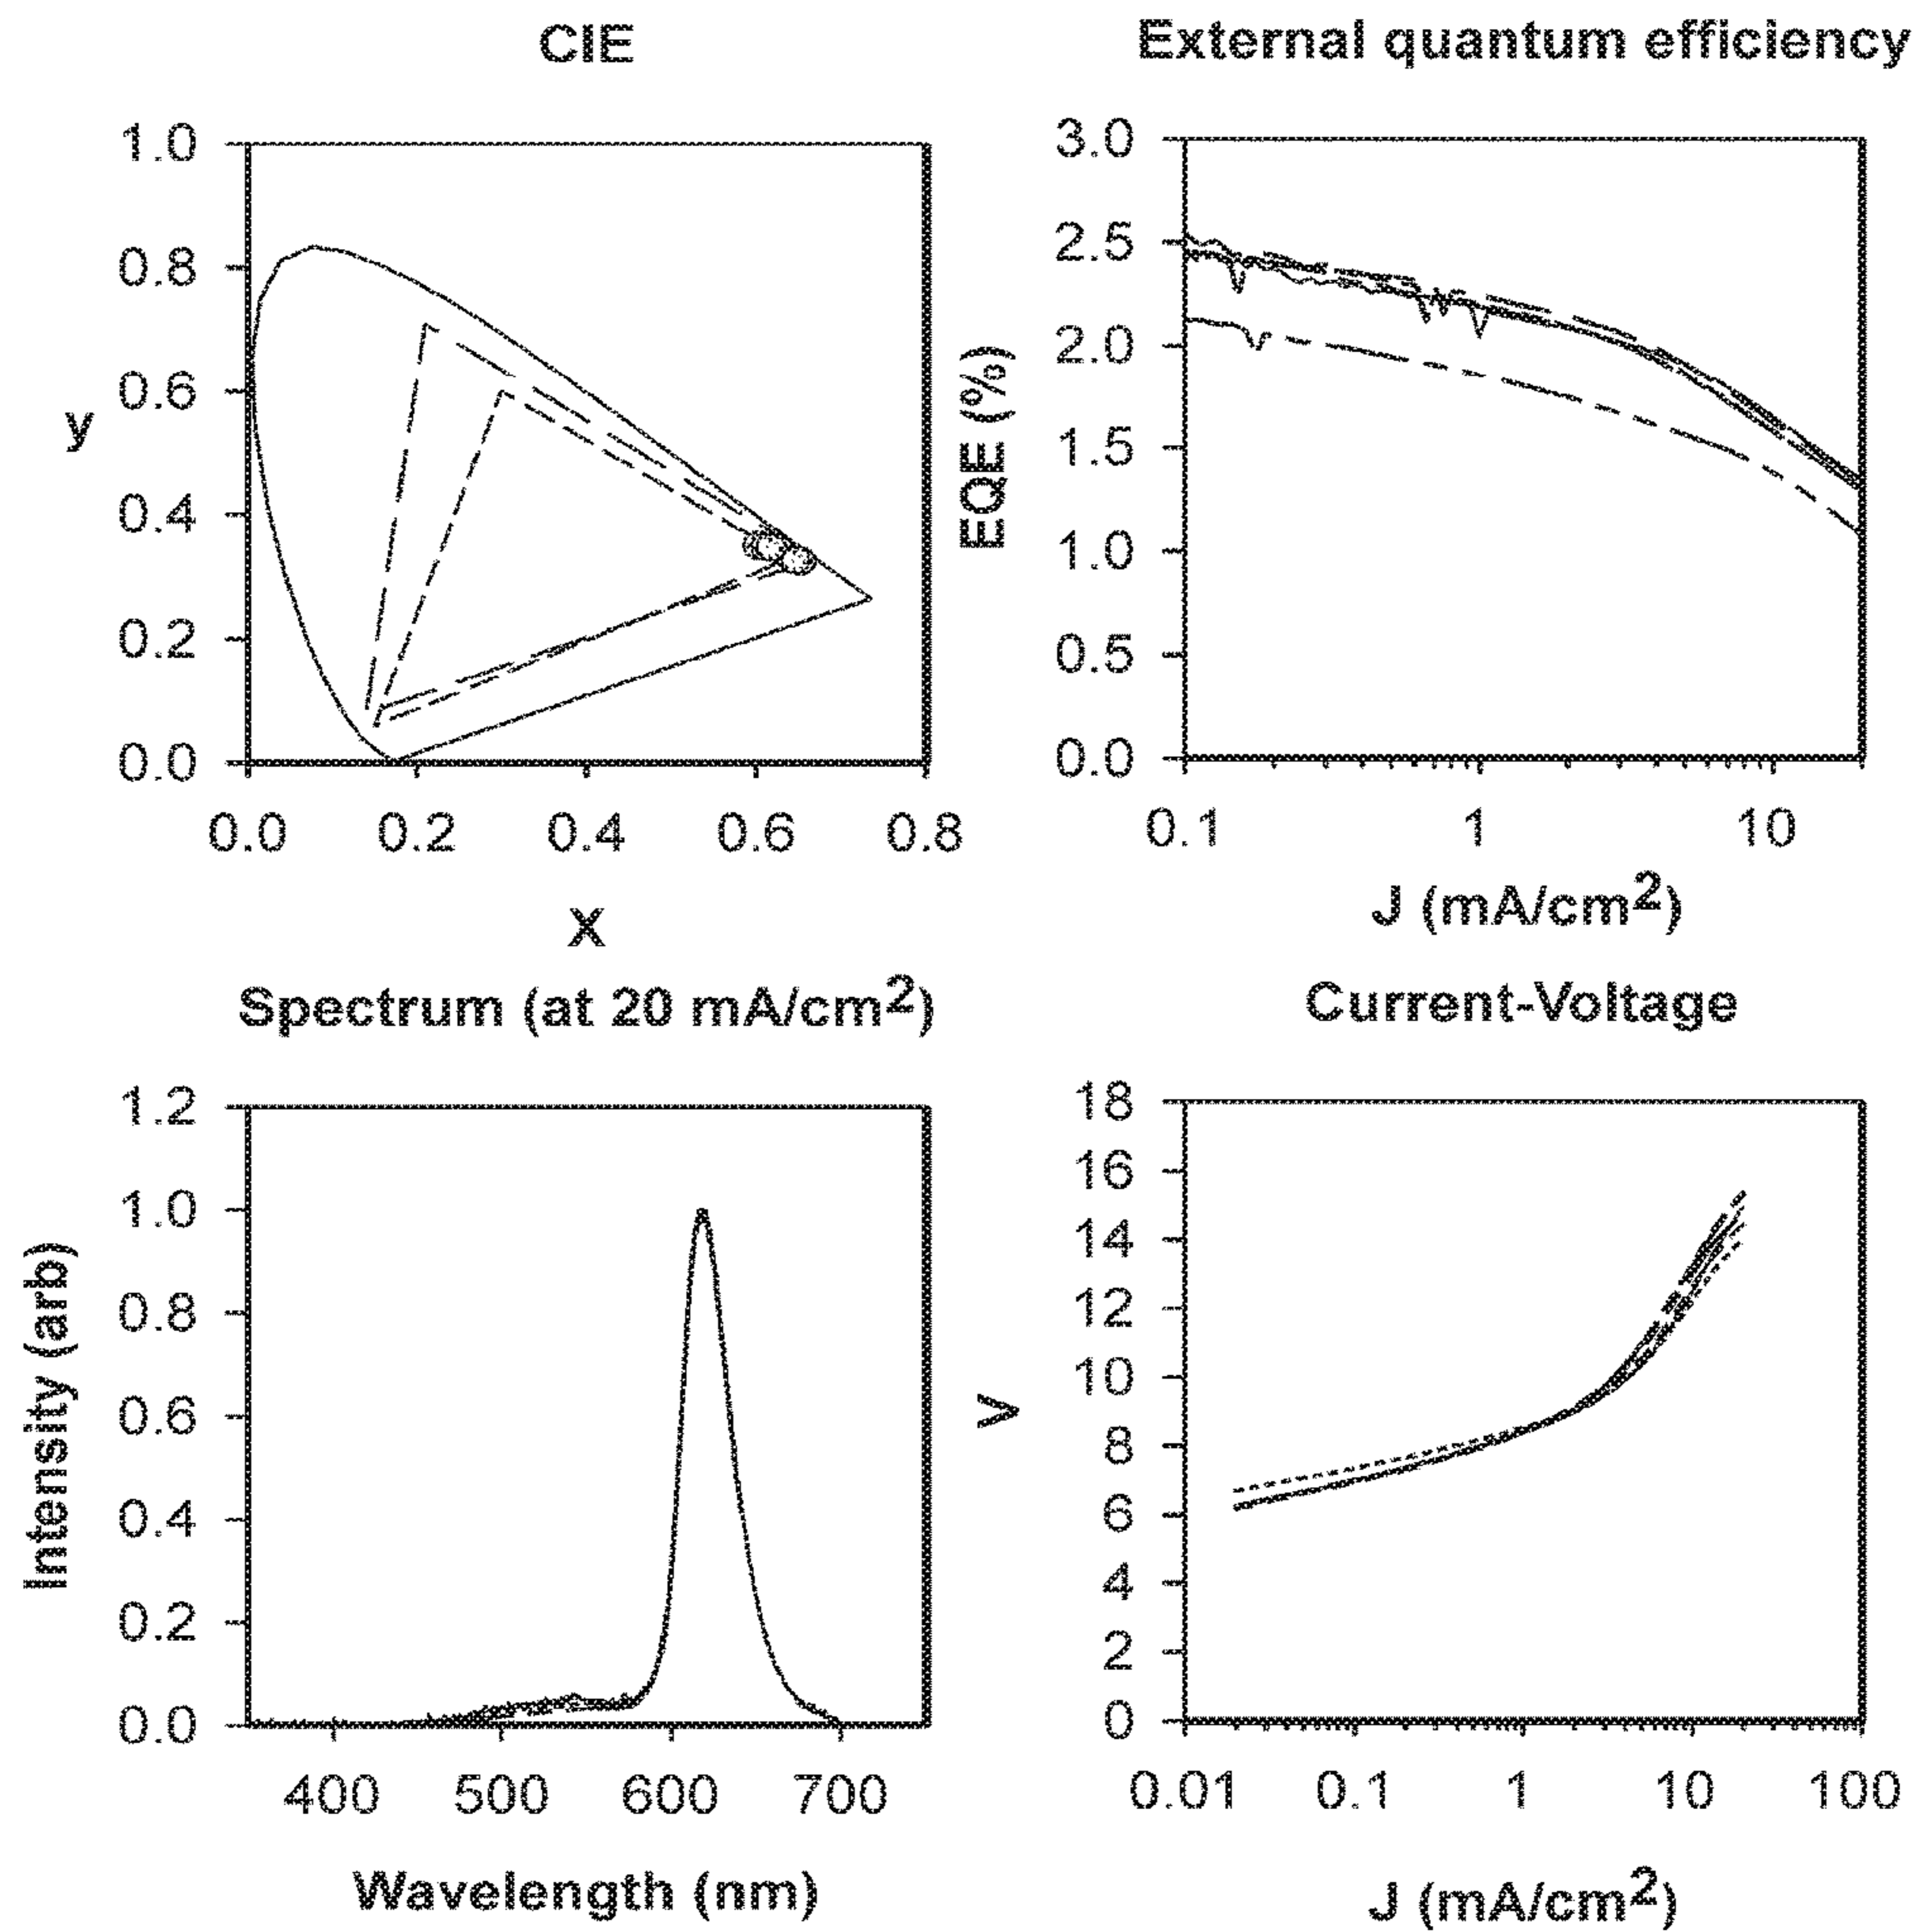 CIE
1.0
0.8
0.6
y
0.4
0.2
0.0
0.0 0.2 0.4 0.6 0.8
X
External quantum efficiency
3.0
2.5
2.0
EQE (%)
1.5
1.0
0.5
0.0
0.1 1 10
J (mA/cm²)
Spectrum (at 20 mA/cm²)
1.2
1.0
0.8
Intensity (arb)
0.6
0.4
0.2
0.0
400 500 600 700
Wavelength (nm)
Current-Voltage
18
16
14
12
10
V
8
6
4
2
0
0.01 0.1 1 10 100
J (mA/cm²)